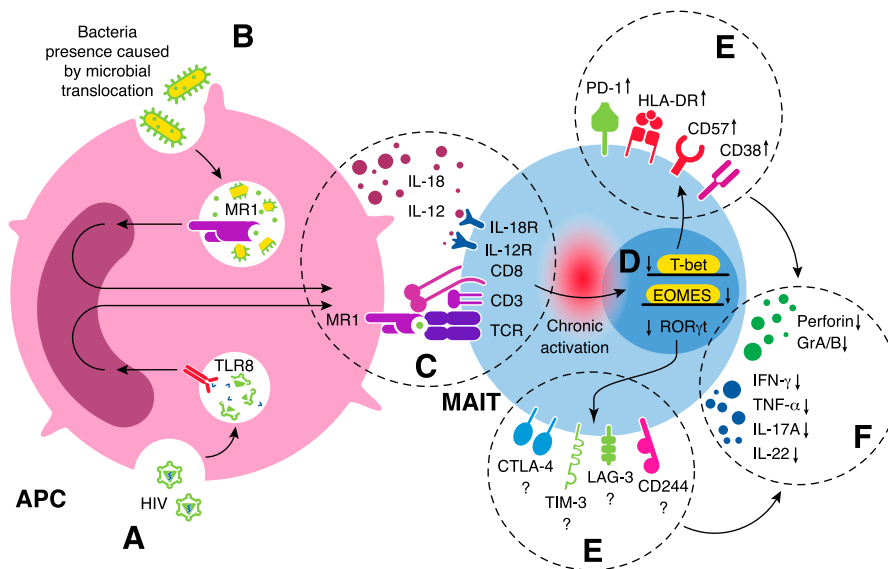 B
Bacteria
presence caused
by microbial
translocation
MR1
TLR8
HIV
APC
A
IL-18
IL-12
IL-18R
IL-12R
CD8
CD3
MR1
TCR
C
MAIT
Chronic
activation
D
↓ T-bet
EOMES ↓
↓ RORγt
E
PD-1↑
HLA-DR↑
CD57↑
CD38↑
CTLA-4
?
TIM-3
?
LAG-3
?
CD244
?
E
Perforin↓
GrA/B↓
IFN-γ↓
TNF-α↓
IL-17A↓
IL-22↓
F